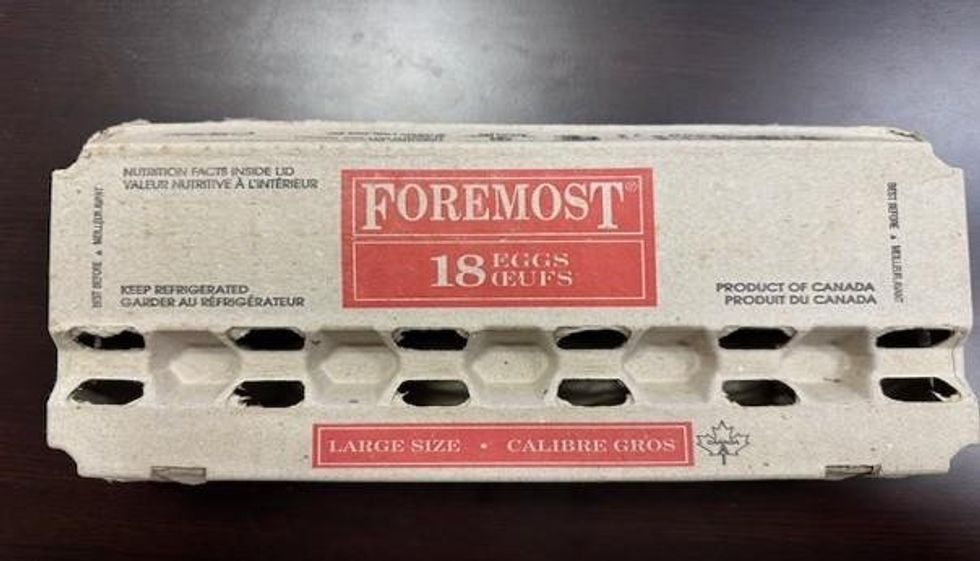 NUTRITION FACTS INSIDE LID
VALEUR NUTRITIVE À L'INTÉRIEUR
FOREMOST®
18 EGGS
ŒUFS
BEST BEFORE ▲ MEILLEUR AVANT
BEST BEFORE ▲ MEILLEUR AVANT
KEEP REFRIGERATED
GARDER AU RÉFRIGÉRATEUR
PRODUCT OF CANADA
PRODUIT DU CANADA
LARGE SIZE • CALIBRE GROS
CANADA
A